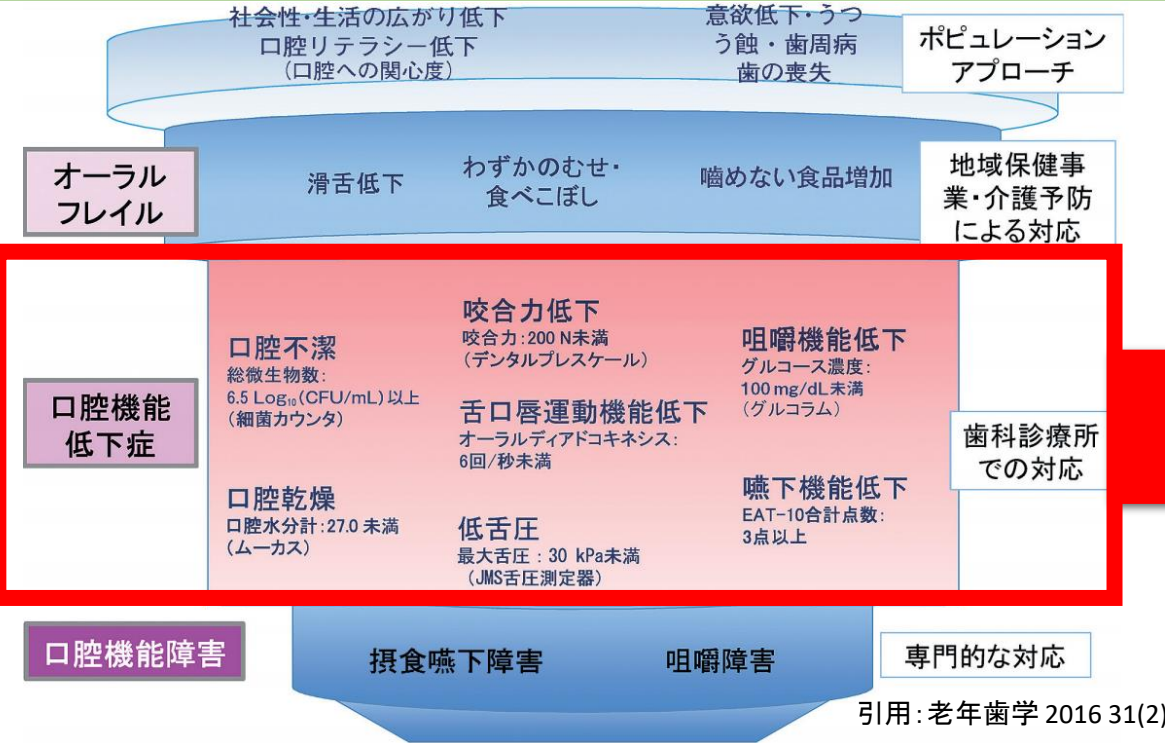 社会性・生活の広がり低下
口腔リテラシー低下
(口腔への関心度)
意欲低下・うつ
う蝕・歯周病
歯の喪失
ポピュレーション
アプローチ
オーラル
フレイル
滑舌低下
わずかのむせ・
食べこぼし
嚙めない食品増加
地域保健事
業・介護予防
による対応
口腔機能
低下症
口腔不潔
総微生物数:
6.5 Log₁₀(CFU/mL)以上
(細菌カウンタ)
口腔乾燥
口腔水分計:27.0 未満
(ムーカス)
咬合力低下
咬合力:200 N未満
(デンタルプレスケール)
舌口唇運動機能低下
オーラルディアドコキネシス:
6回/秒未満
低舌圧
最大舌圧:30 kPa未満
(JMS舌圧測定器)
咀嚼機能低下
グルコース濃度:
100 mg/dL未満
(グルコラム)
嚥下機能低下
EAT-10合計点数:
3点以上
歯科診療所
での対応
口腔機能障害
摂食嚥下障害
咀嚼障害
専門的な対応
引用:老年歯学 2016 31(2)